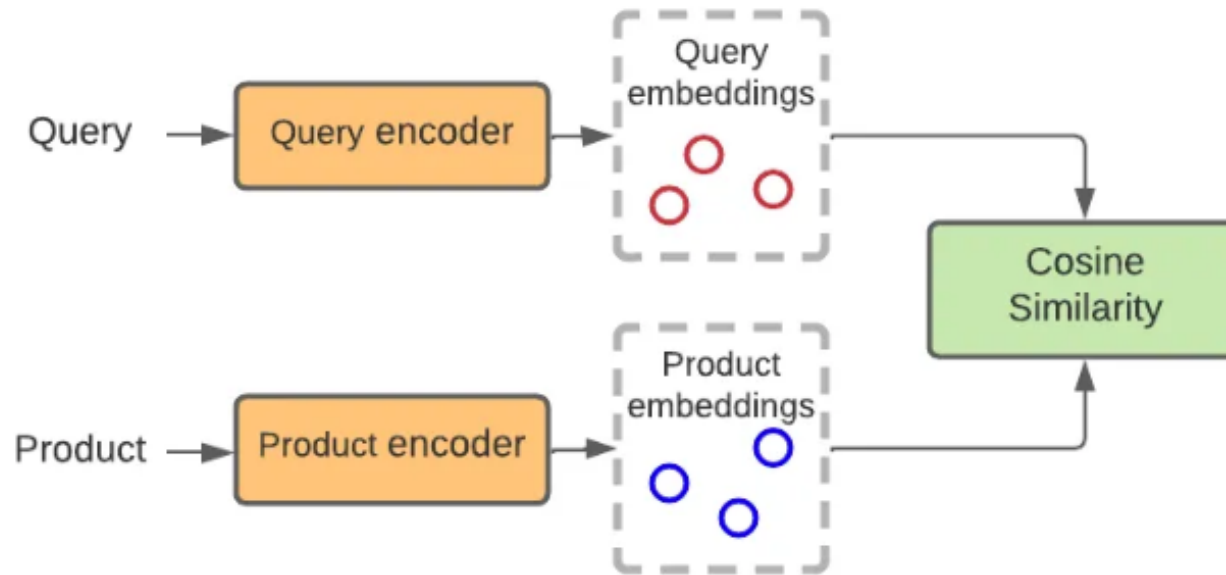 Query
Query encoder
Query
embeddings
Cosine
Similarity
Product
Product encoder
Product
embeddings